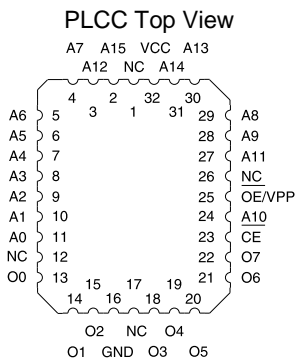 PLCC Top View
A7 A15 VCC A13
A12 NC A14
4 2 32 30
3 1 31
A6 5 29 A8
A5 6 28 A9
A4 7 27 A11
A3 8 26 NC
A2 9 25 OE/VPP
A1 10 24 A10
A0 11 23 CE
NC 12 22 O7
O0 13 21 O6
15 17 19
14 16 18 20
O2 NC O4
O1 GND O3 O5